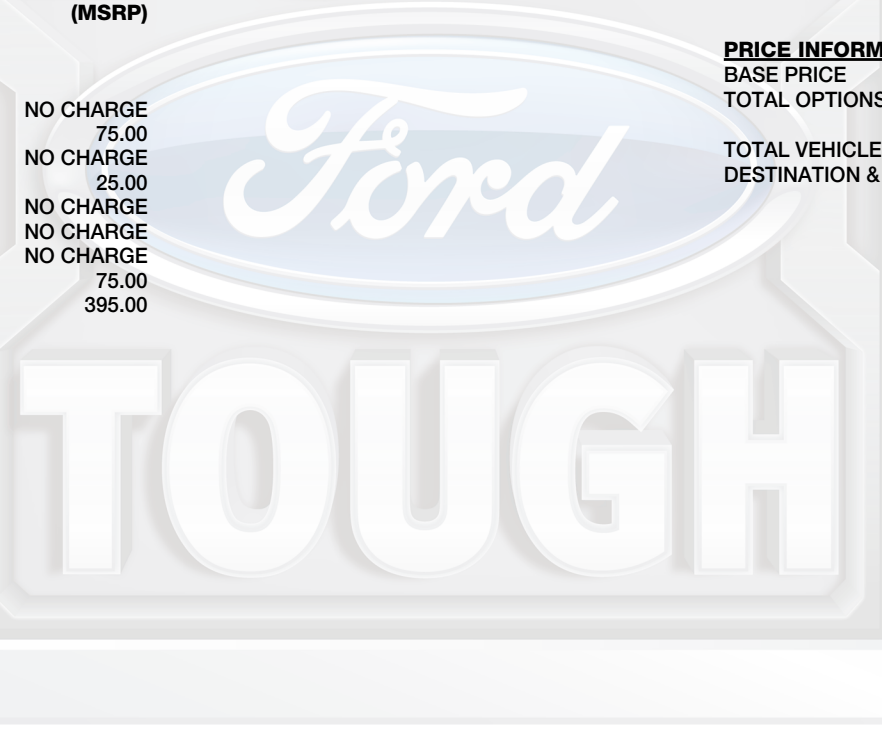 (MSRP)
NO CHARGE
75.00
NO CHARGE
25.00
NO CHARGE
NO CHARGE
NO CHARGE
75.00
395.00
PRICE INFORM
BASE PRICE
TOTAL OPTIONS
TOTAL VEHICLE
DESTINATION &
Ford
TOUGH